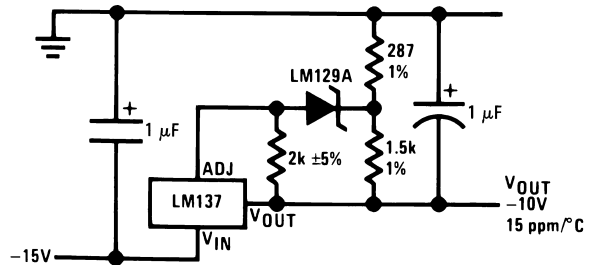 287
1%
LM129A
+
1 μF
+
1 μF
2k ±5%
1.5k
1%
ADJ
LM137
VOUT
VIN
VOUT
−10V
15 ppm/°C
−15V